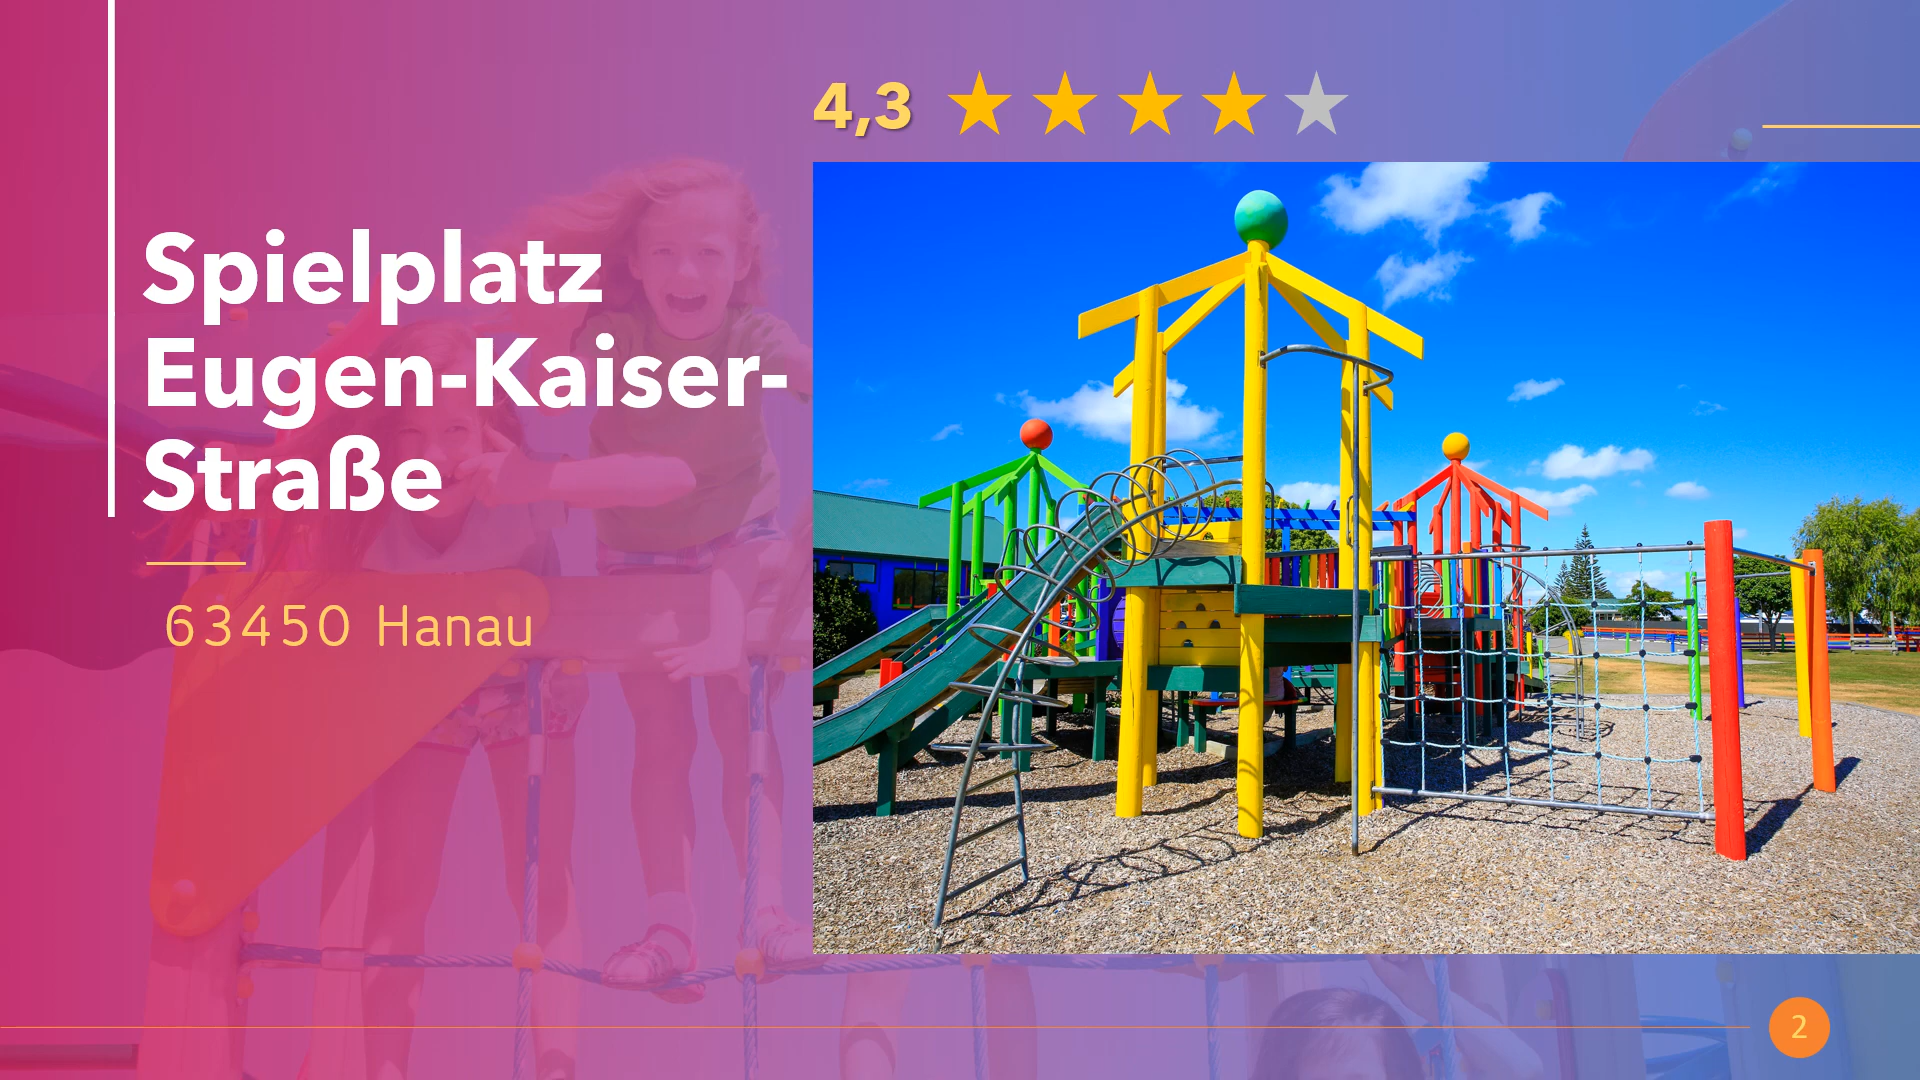 4,3
Spielplatz
Eugen-Kaiser-
Straße
63450 Hanau
2